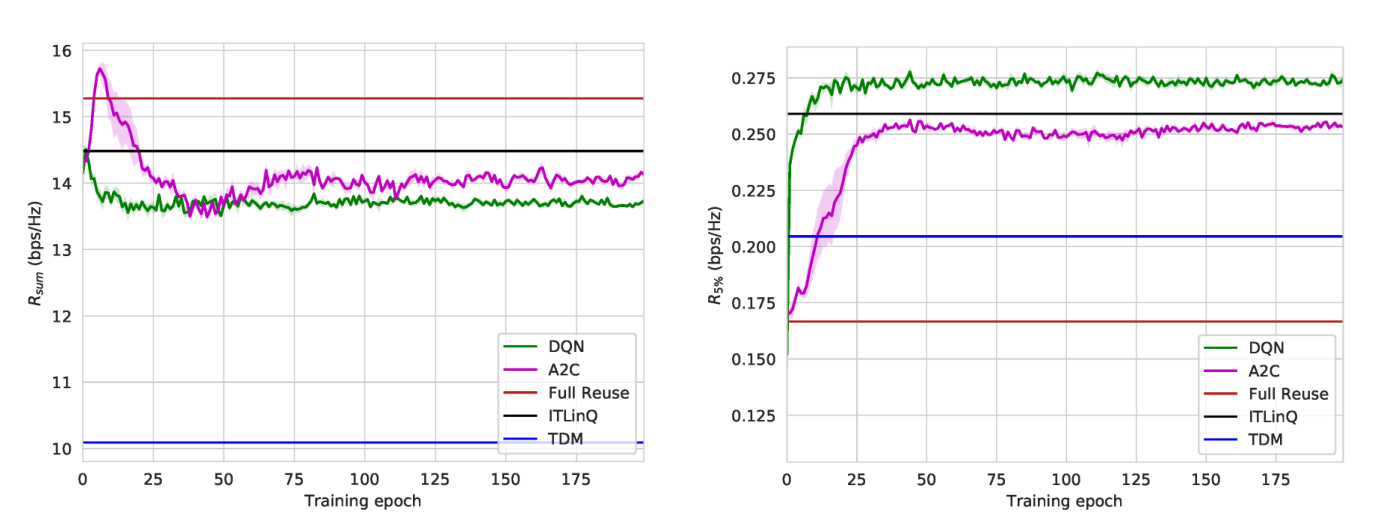 16
15
14
13
12
11
10
R_sum (bps/Hz)
0 25 50 75 100 125 150 175
Training epoch
DQN
A2C
Full Reuse
ITLinQ
TDM
0.275
0.250
0.225
0.200
0.175
0.150
0.125
R_5% (bps/Hz)
0 25 50 75 100 125 150 175
Training epoch
DQN
A2C
Full Reuse
ITLinQ
TDM